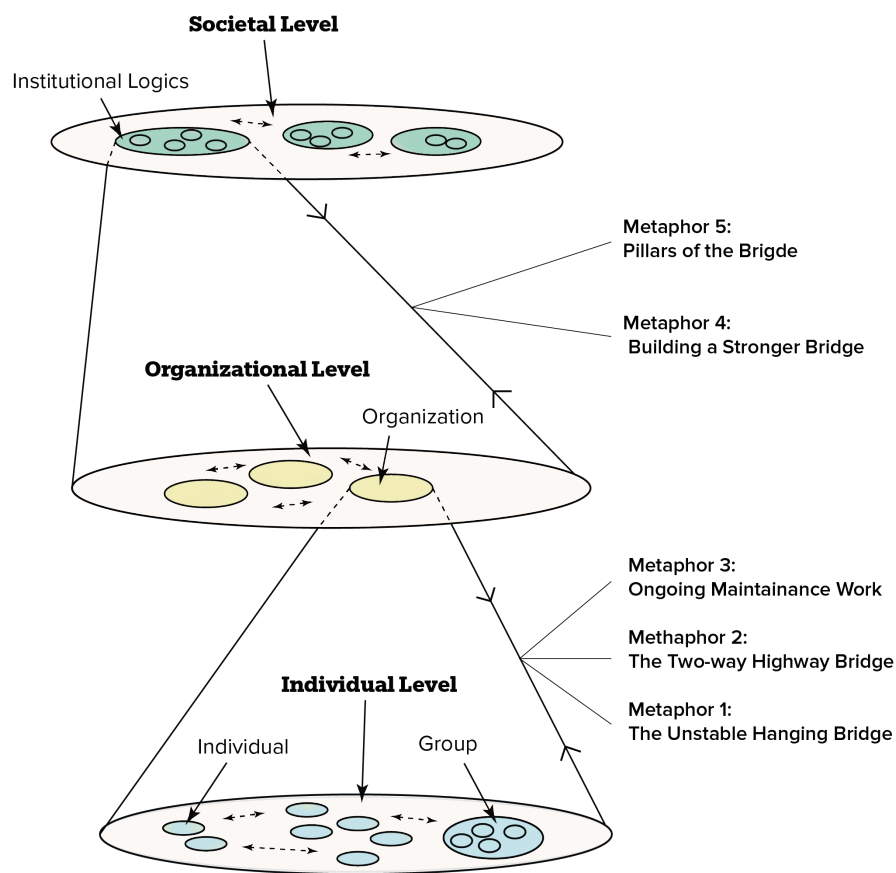 Societal Level
Institutional Logics
Metaphor 5:
Pillars of the Brigde
Metaphor 4:
Building a Stronger Bridge
Organizational Level
Organization
Metaphor 3:
Ongoing Maintainance Work
Methaphor 2:
The Two-way Highway Bridge
Individual Level
Metaphor 1:
The Unstable Hanging Bridge
Individual
Group